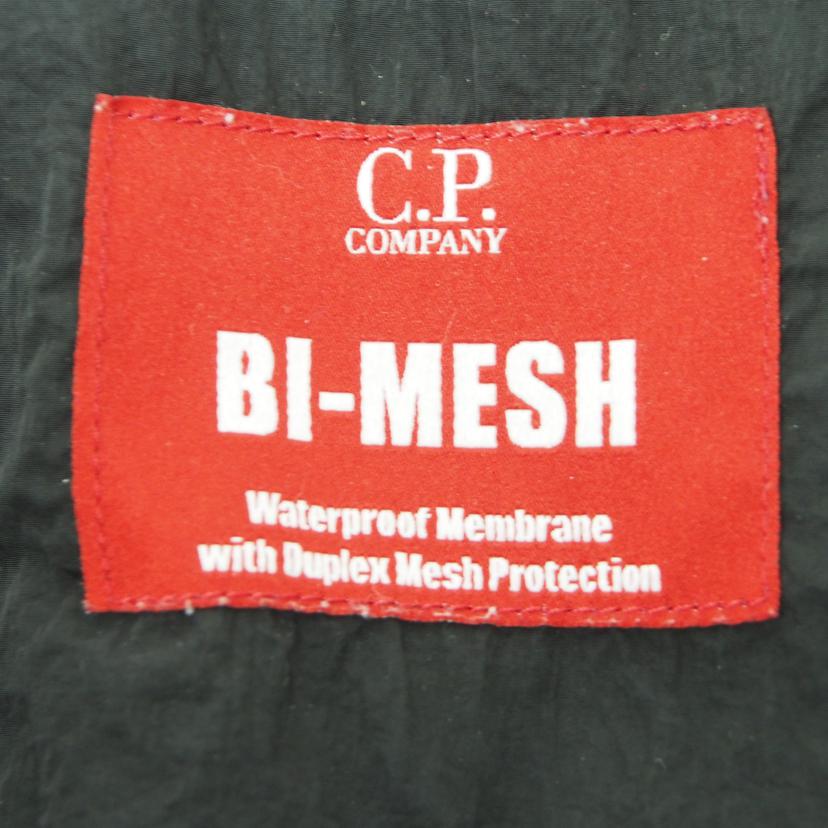 C.P.
COMPANY
BI-MESH
Waterproof Membrane
with Duplex Mesh Protection